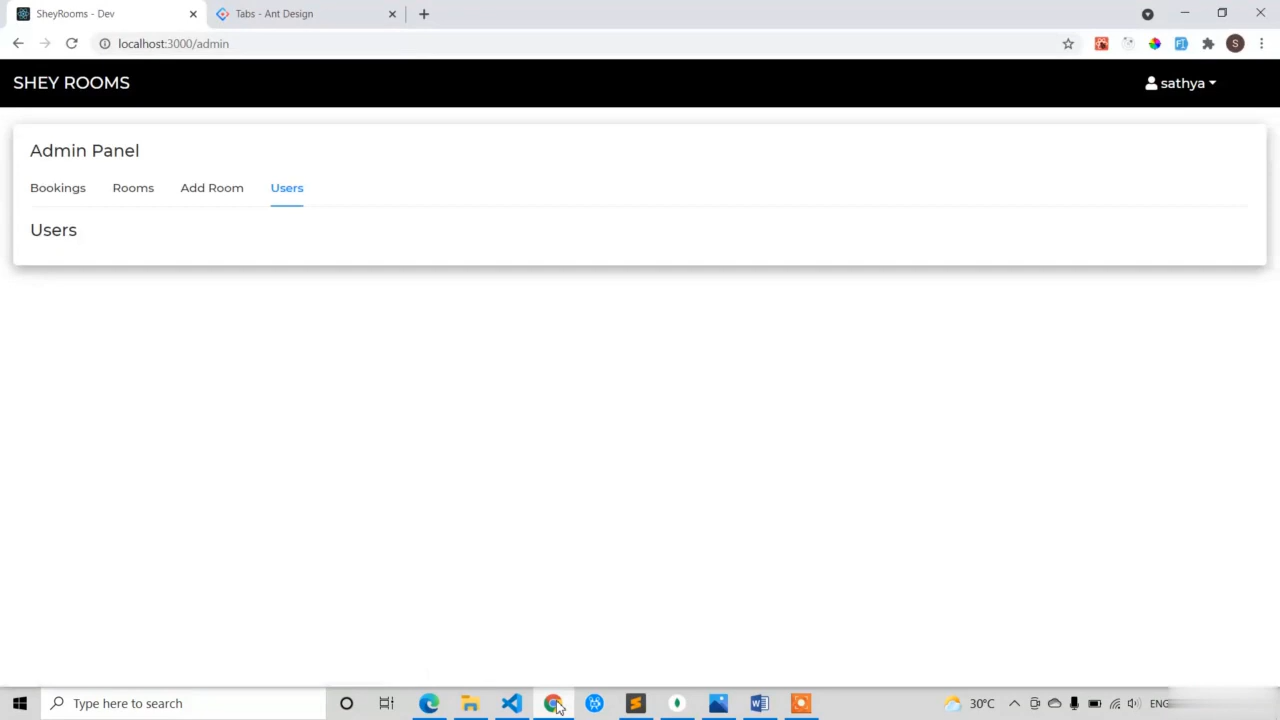 SheyRooms - Dev
Tabs - Ant Design
localhost:3000/admin
S
SHEY ROOMS
sathya
Admin Panel
Bookings Rooms Add Room Users
Users
Type here to search
30°C
ENG